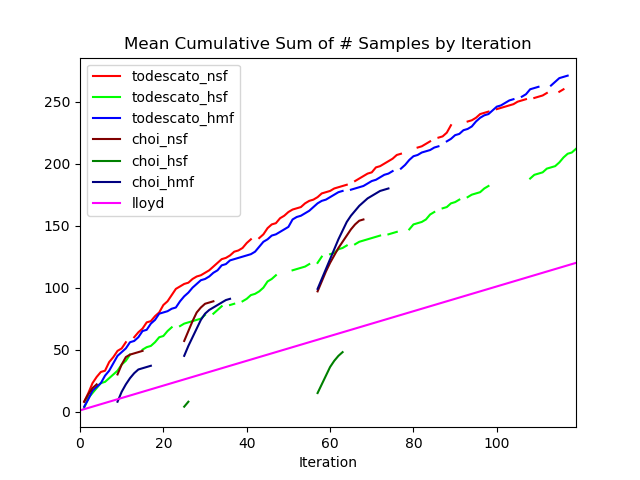 Mean Cumulative Sum of # Samples by Iteration
todescato_nsf
todescato_hsf
todescato_hmf
choi_nsf
choi_hsf
choi_hmf
lloyd
250
200
150
100
50
0
0 20 40 60 80 100
Iteration